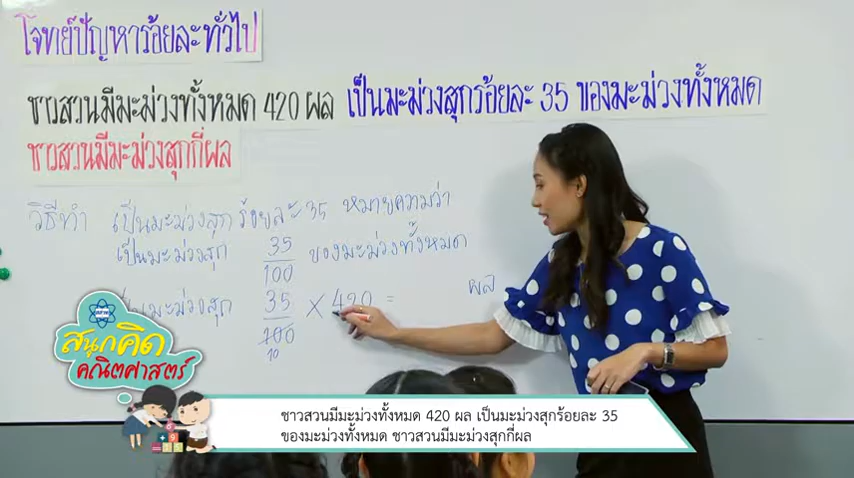 โจทย์ปัญหาร้อยละทั่วไป
ชาวสวนมีมะม่วงทั้งหมด 420 ผล เป็นมะม่วงสุกร้อยละ 35 ของมะม่วงทั้งหมด
ชาวสวนมีมะม่วงสุกกี่ผล
วิธีทำ เป็นมะม่วงสุกร้อยละ 35 หมายความว่า
เป็นมะม่วงสุก 35/100 ของมะม่วงทั้งหมด
เป็นมะม่วงสุก 35/100 × 420 = ผล
10
สสวท
สนุกคิด
คณิตศาสตร์
ชาวสวนมีมะม่วงทั้งหมด 420 ผล เป็นมะม่วงสุกร้อยละ 35
ของมะม่วงทั้งหมด ชาวสวนมีมะม่วงสุกกี่ผล